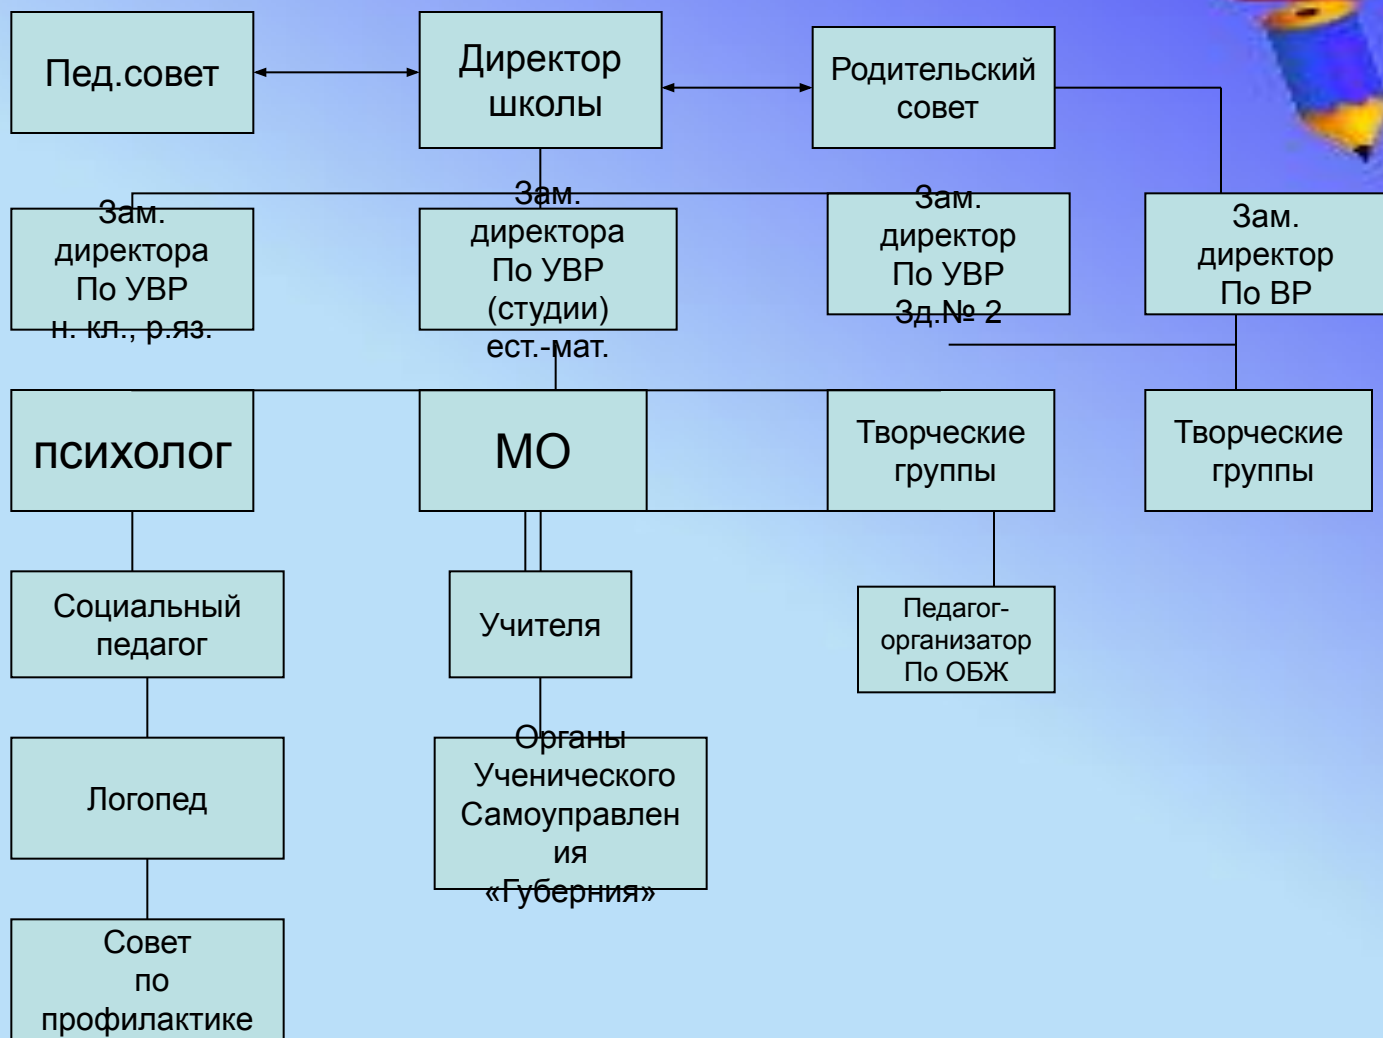 Пед.совет
Директор
школы
Родительский
совет
Зам.
директора
По УВР
н. кл., р.яз.
Зам.
директора
По УВР
(студии)
ест.-мат.
Зам.
директор
По УВР
Зд.№ 2
Зам.
директор
По ВР
психолог
МО
Творческие
группы
Творческие
группы
Социальный
педагог
Учителя
Педагог-
организатор
По ОБЖ
Логопед
Органы
Ученического
Самоуправлен
ия
«Губерния»
Совет
по
профилактике